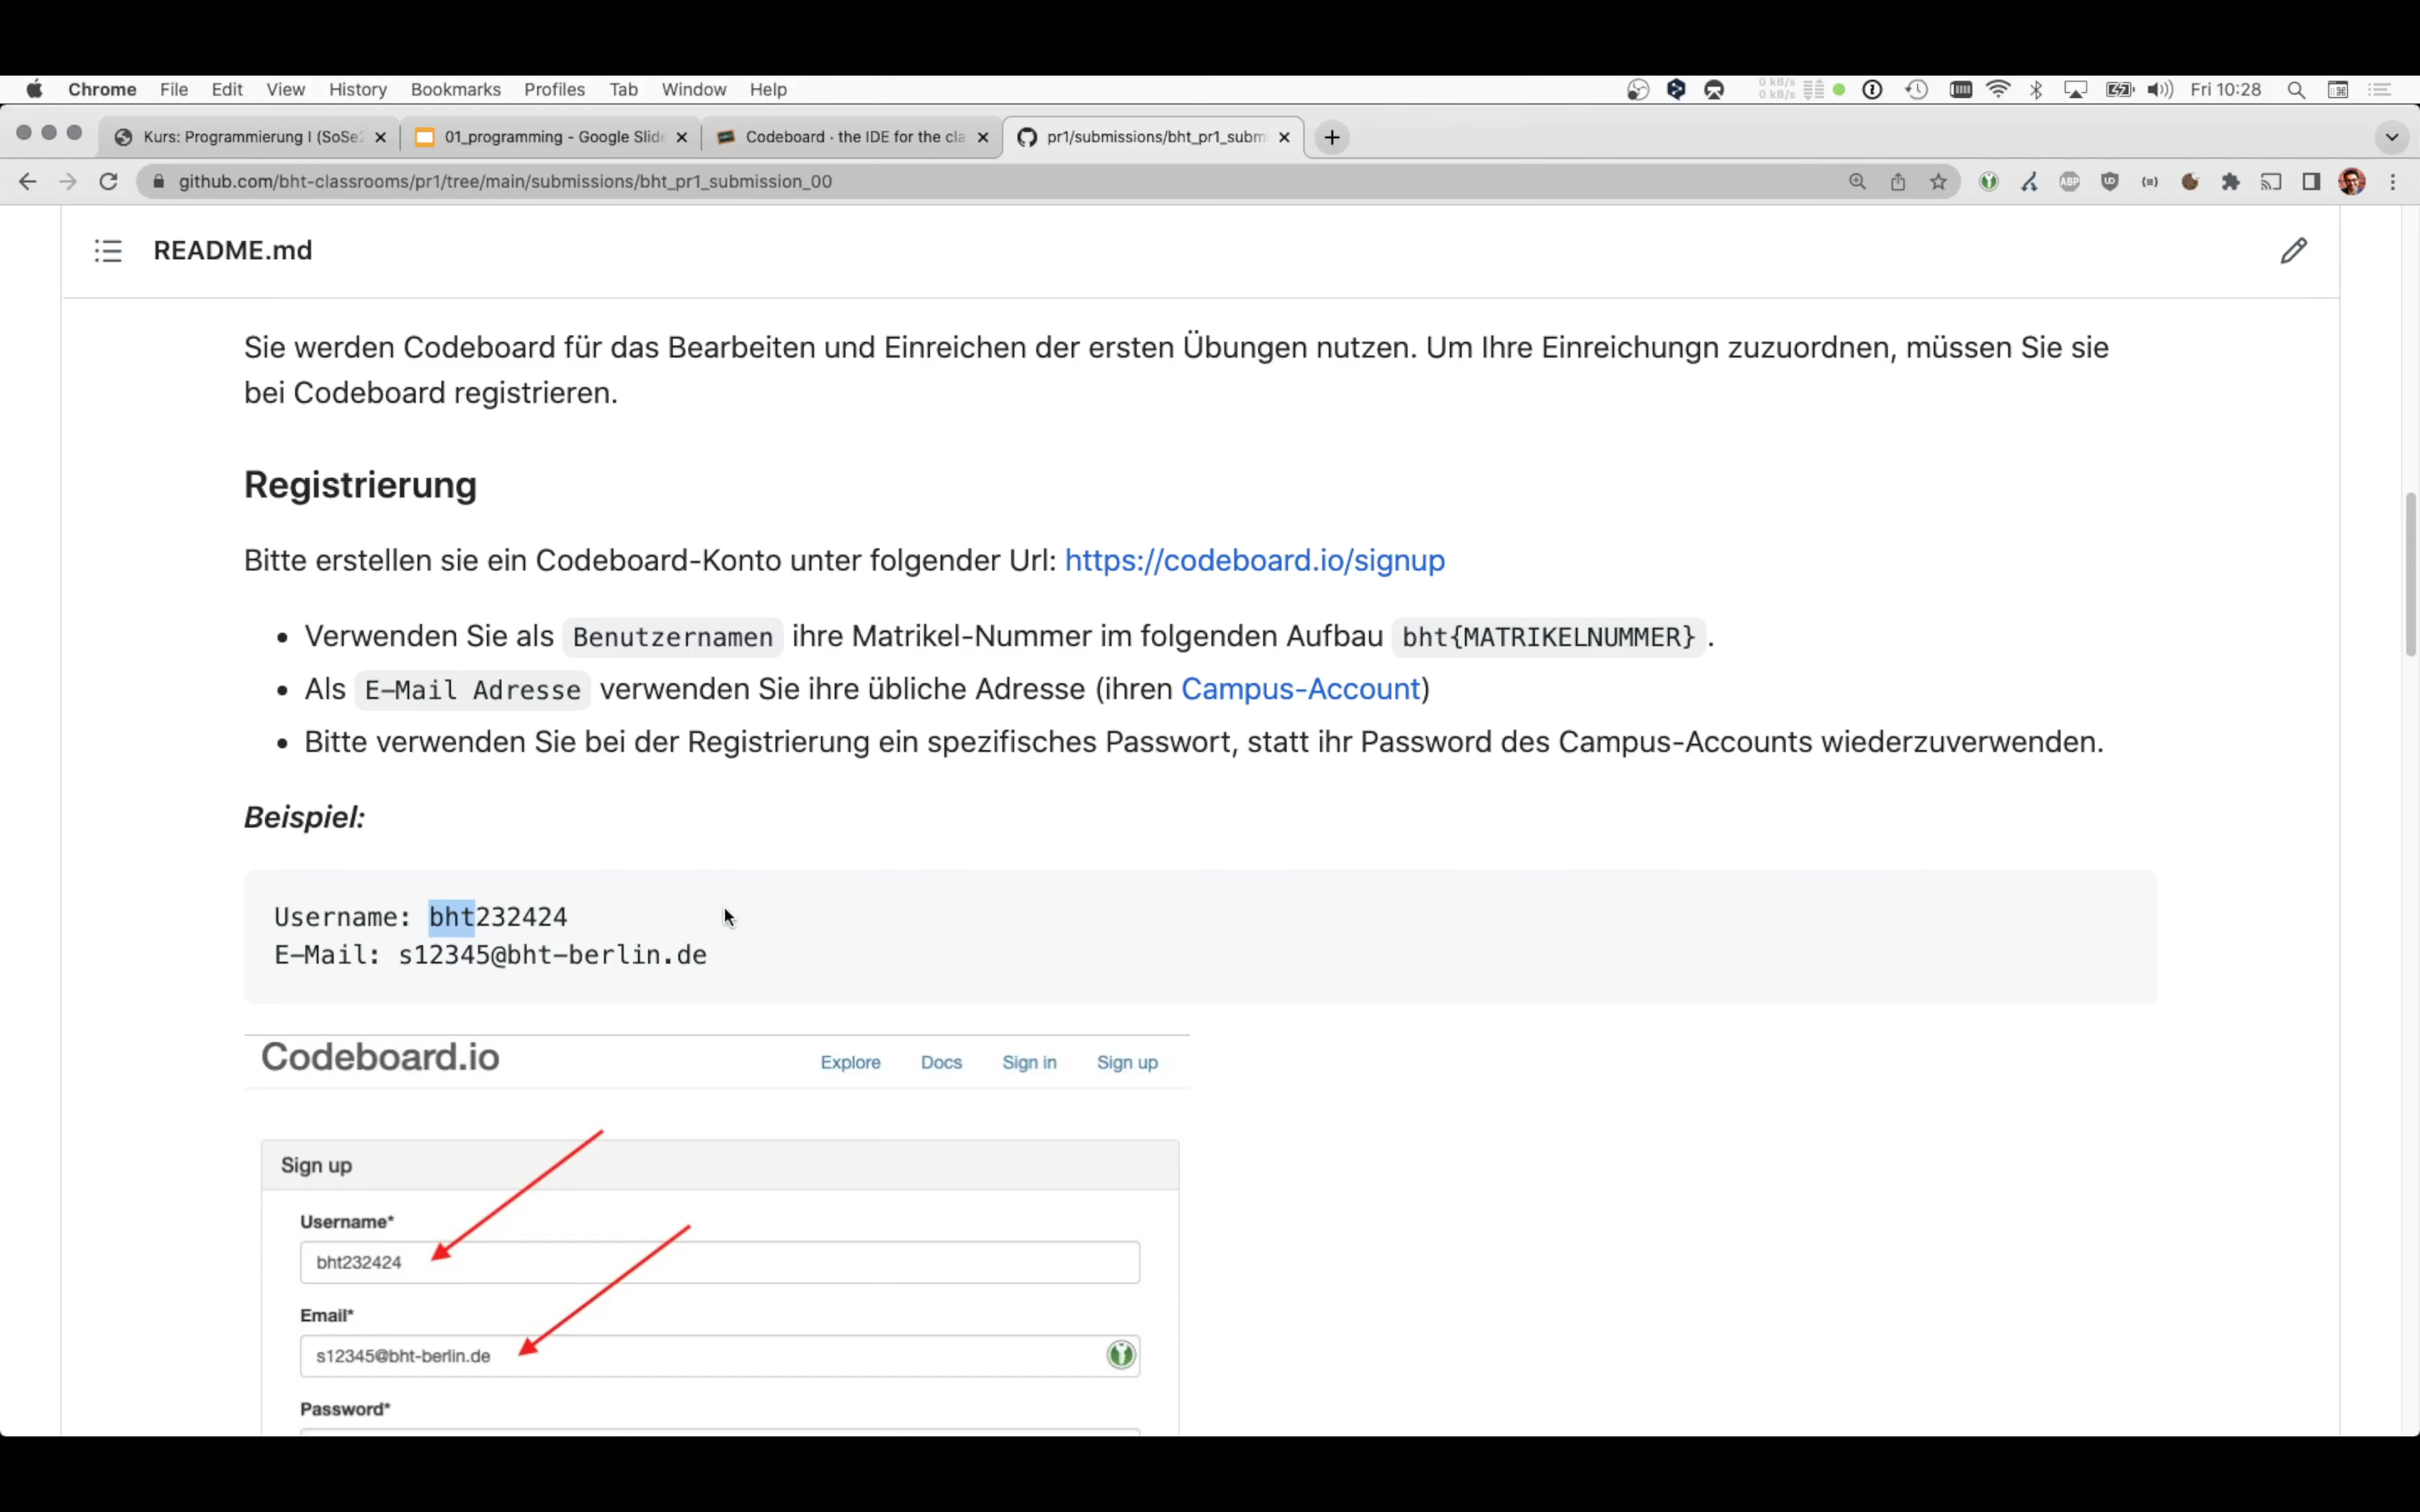 Chrome File Edit View History Bookmarks Profiles Tab Window Help 0 kB/s 0 kB/s Fri 10:28
Kurs: Programmierung I (SoSe2 01_programming - Google Slide Codeboard · the IDE for the cla pr1/submissions/bht_pr1_subm
github.com/bht-classrooms/pr1/tree/main/submissions/bht_pr1_submission_00 ABP
README.md
Sie werden Codeboard für das Bearbeiten und Einreichen der ersten Übungen nutzen. Um Ihre Einreichungn zuzuordnen, müssen Sie sie
bei Codeboard registrieren.
Registrierung
Bitte erstellen sie ein Codeboard-Konto unter folgender Url: https://codeboard.io/signup
• Verwenden Sie als Benutzernamen ihre Matrikel-Nummer im folgenden Aufbau bht{MATRIKELNUMMER} .
• Als E-Mail Adresse verwenden Sie ihre übliche Adresse (ihren Campus-Account)
• Bitte verwenden Sie bei der Registrierung ein spezifisches Passwort, statt ihr Password des Campus-Accounts wiederzuverwenden.
Beispiel:
Username: bht232424
E-Mail: s12345@bht-berlin.de
Codeboard.io Explore Docs Sign in Sign up
Sign up
Username*
bht232424
Email*
s12345@bht-berlin.de
Password*